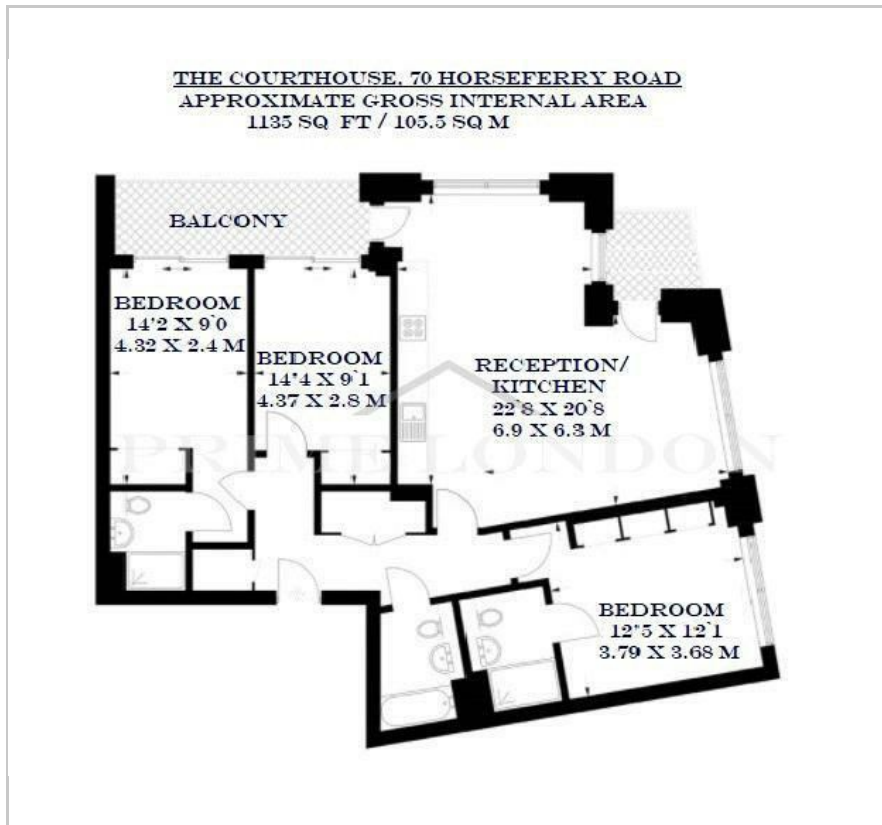 THE COURTHOUSE, 70 HORSEFERRY ROAD
APPROXIMATE GROSS INTERNAL AREA
1135 SQ FT / 105.5 SQ M
BALCONY
BEDROOM
14'2 X 9'0
4.32 X 2.4 M
BEDROOM
14'4 X 9'1
4.37 X 2.8 M
RECEPTION/
KITCHEN
22'8 X 20'8
6.9 X 6.3 M
PRIME LONDON
BEDROOM
12'5 X 12'1
3.79 X 3.68 M